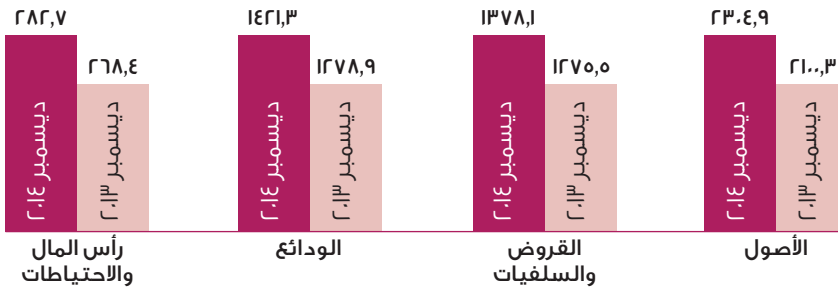 ٢٣٠٤,٩
٢١٠٠,٣
ديسمبر ٢٠١٤
ديسمبر ٢٠١٣
الأصول
١٣٧٨,١
١٢٧٥,٥
ديسمبر ٢٠١٤
ديسمبر ٢٠١٣
القروض
والسلفيات
١٤٢١,٣
١٢٧٨,٩
ديسمبر ٢٠١٤
ديسمبر ٢٠١٣
الودائع
٢٨٢,٧
٢٦٨,٤
ديسمبر ٢٠١٤
ديسمبر ٢٠١٣
رأس المال
والاحتياطات